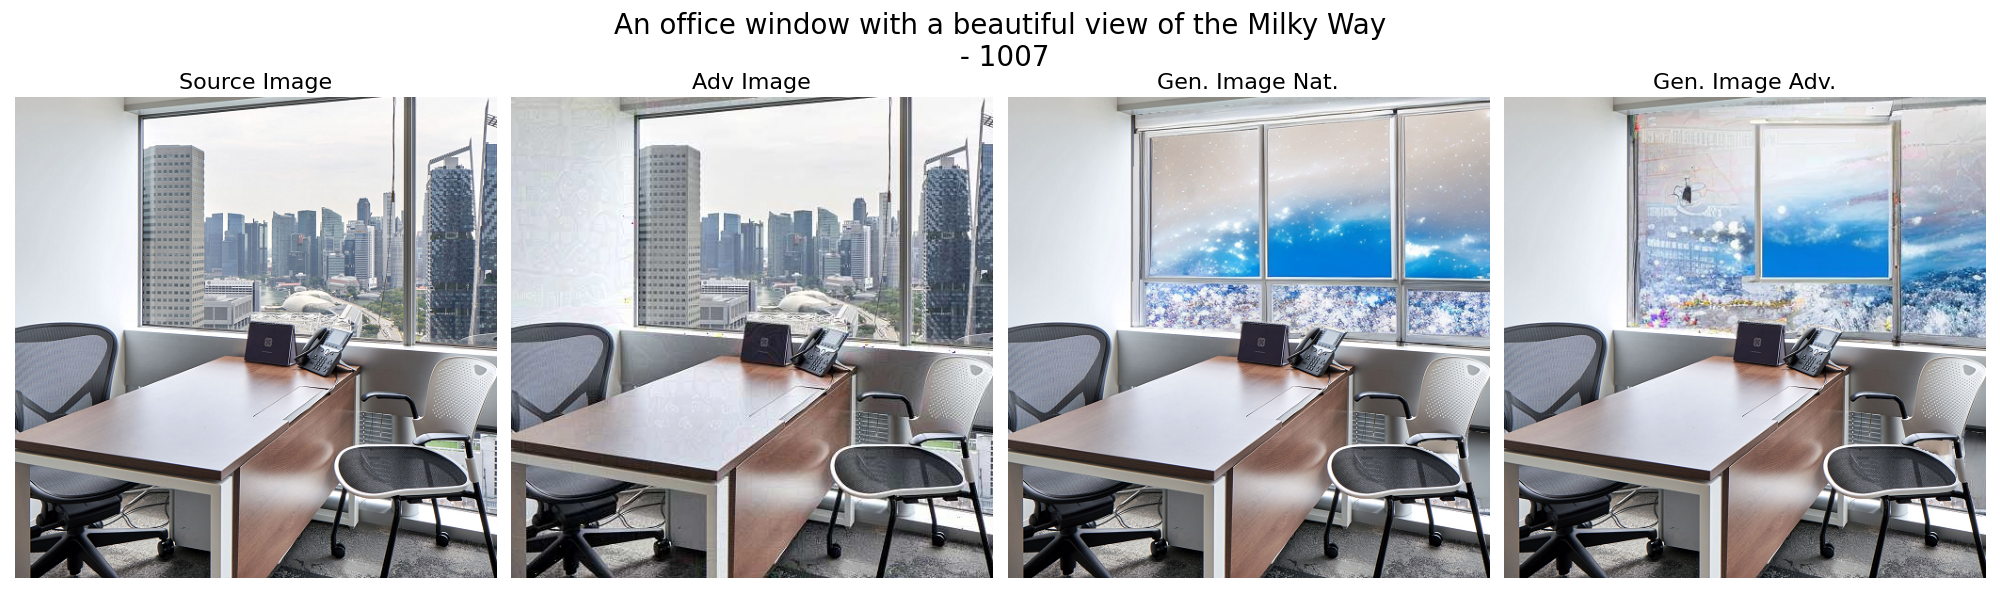 An office window with a beautiful view of the Milky Way
- 1007
Source Image
Adv Image
Gen. Image Nat.
Gen. Image Adv.